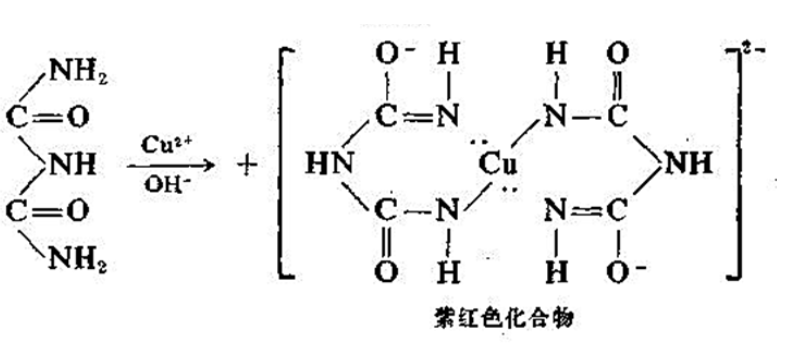 NH₂
C=O
NH
C=O
NH₂
Cu²⁺
OH⁻
+
O⁻ H H O 2-
C=N N-C
HN Cu NH
C-N N=C
O H H O⁻
紫红色化合物